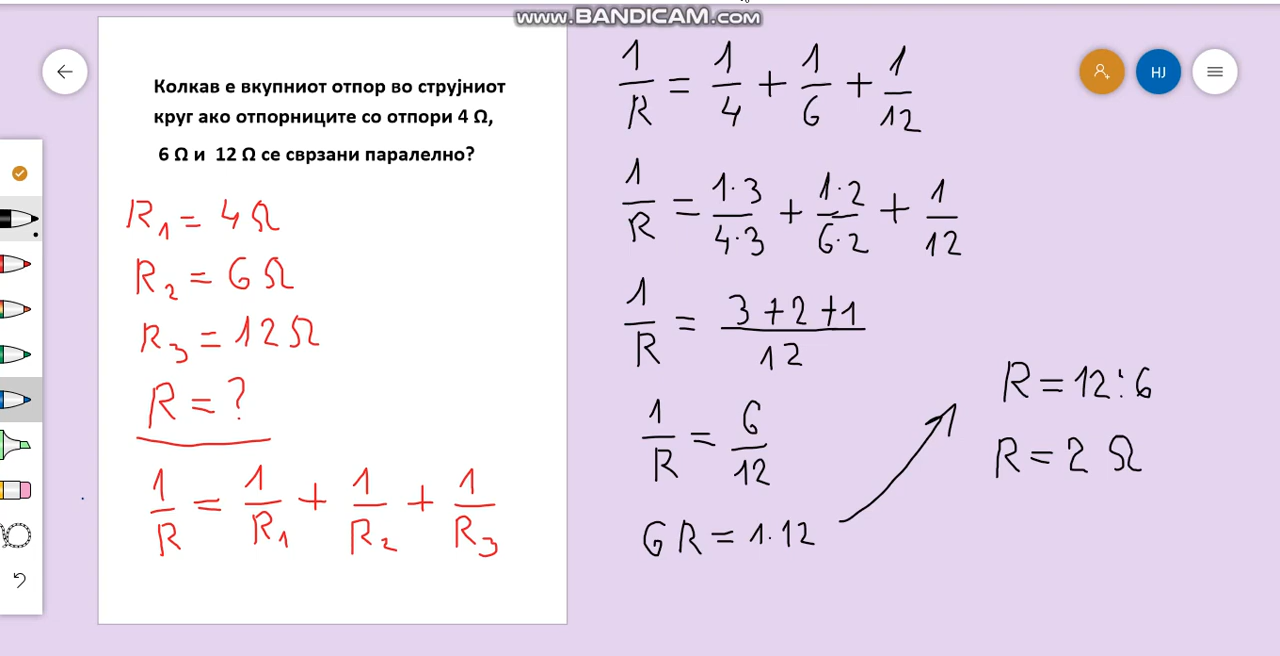 www.BANDICAM.com
HJ
Колкав е вкупниот отпор во струјниот
круг ако отпорниците со отпори 4 Ω,
6 Ω и 12 Ω се сврзани паралелно?
R₁ = 4 Ω
R₂ = 6 Ω
R₃ = 12 Ω
R = ?
1/R = 1/R₁ + 1/R₂ + 1/R₃
1/R = 1/4 + 1/6 + 1/12
1/R = 1·3/4·3 + 1·2/6·2 + 1/12
1/R = 3+2+1/12
1/R = 6/12
6R = 1·12
R = 12:6
R = 2 Ω